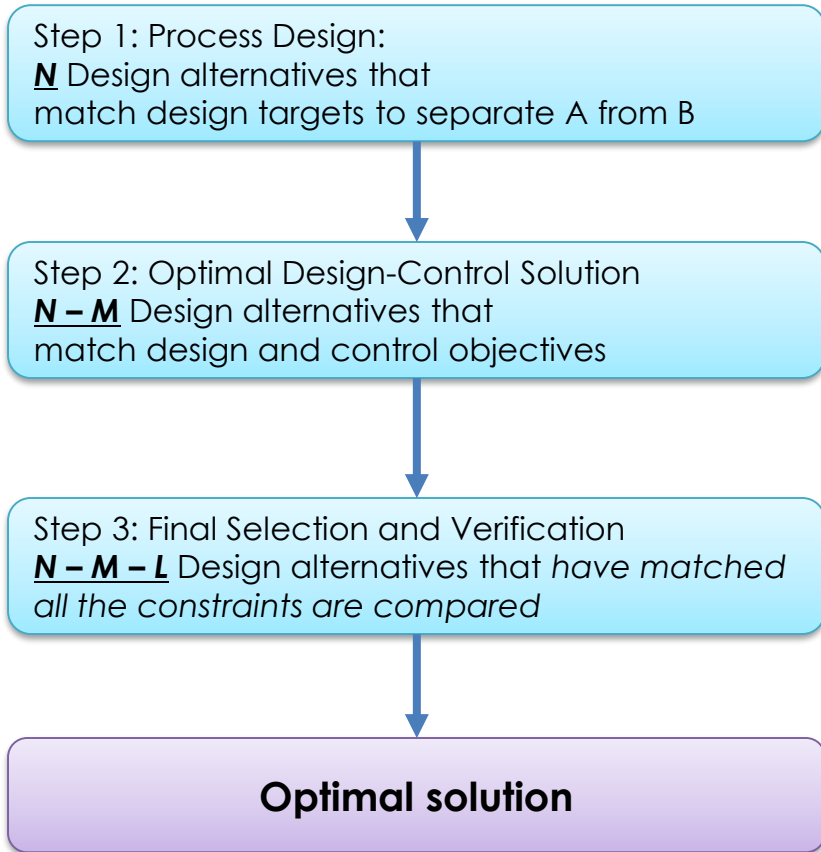 Step 1: Process Design:
N Design alternatives that
match design targets to separate A from B
Step 2: Optimal Design-Control Solution
N – M Design alternatives that
match design and control objectives
Step 3: Final Selection and Verification
N – M – L Design alternatives that have matched
all the constraints are compared
Optimal solution